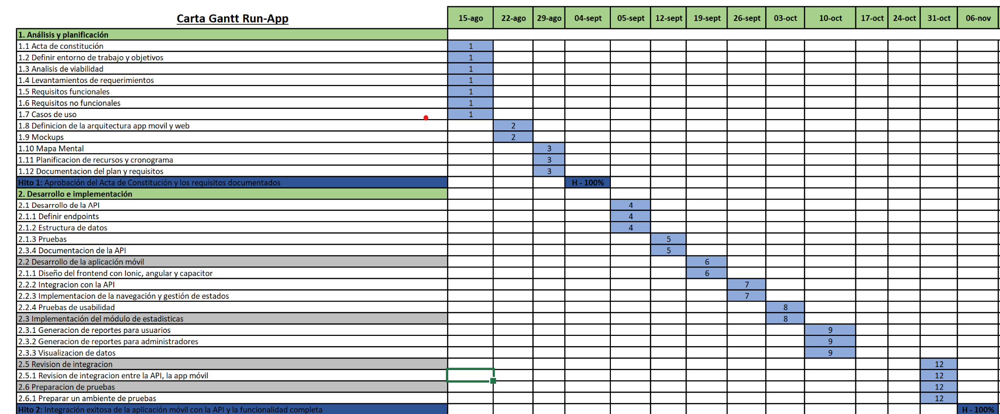 Carta Gantt Run-App 15-ago 22-ago 29-ago 04-sept 05-sept 12-sept 19-sept 26-sept 03-oct 10-oct 17-oct 24-oct 31-oct 06-nov
1. Análisis y planificación
1.1 Acta de constitución 1
1.2 Definir entorno de trabajo y objetivos 1
1.3 Analisis de viabilidad 1
1.4 Levantamientos de requerimientos 1
1.5 Requisitos funcionales 1
1.6 Requisitos no funcionales 1
1.7 Casos de uso 1
1.8 Definicion de la arquitectura app movil y web 2
1.9 Mockups 2
1.10 Mapa Mental 3
1.11 Planificacion de recursos y cronograma 3
1.12 Documentacion del plan y requisitos 3
Hito 1: Aprobación del Acta de Constitución y los requisitos documentados H - 100%
2. Desarrollo e implementación
2.1 Desarrollo de la API 4
2.1.1 Definir endpoints 4
2.1.2 Estructura de datos 4
2.1.3 Pruebas 5
2.3.4 Documentacion de la API 5
2.2 Desarrollo de la aplicación móvil 6
2.1.1 Diseño del frontend con Ionic, angular y capacitor 6
2.2.2 Integracion con la API 7
2.2.3 Implementacion de la navegación y gestión de estados 7
2.2.4 Pruebas de usabilidad 8
2.3 Implementación del módulo de estadisticas 8
2.3.1 Generacion de reportes para usuarios 9
2.3.2 Generacion de reportes para administradores 9
2.3.3 Visualizacion de datos 9
2.5 Revision de integracion 12
2.5.1 Revision de integracion entre la API, la app móvil 12
2.6 Preparacion de pruebas 12
2.6.1 Preparar un ambiente de pruebas 12
Hito 2: Integración exitosa de la aplicación móvil con la API y la funcionalidad completa H - 100%